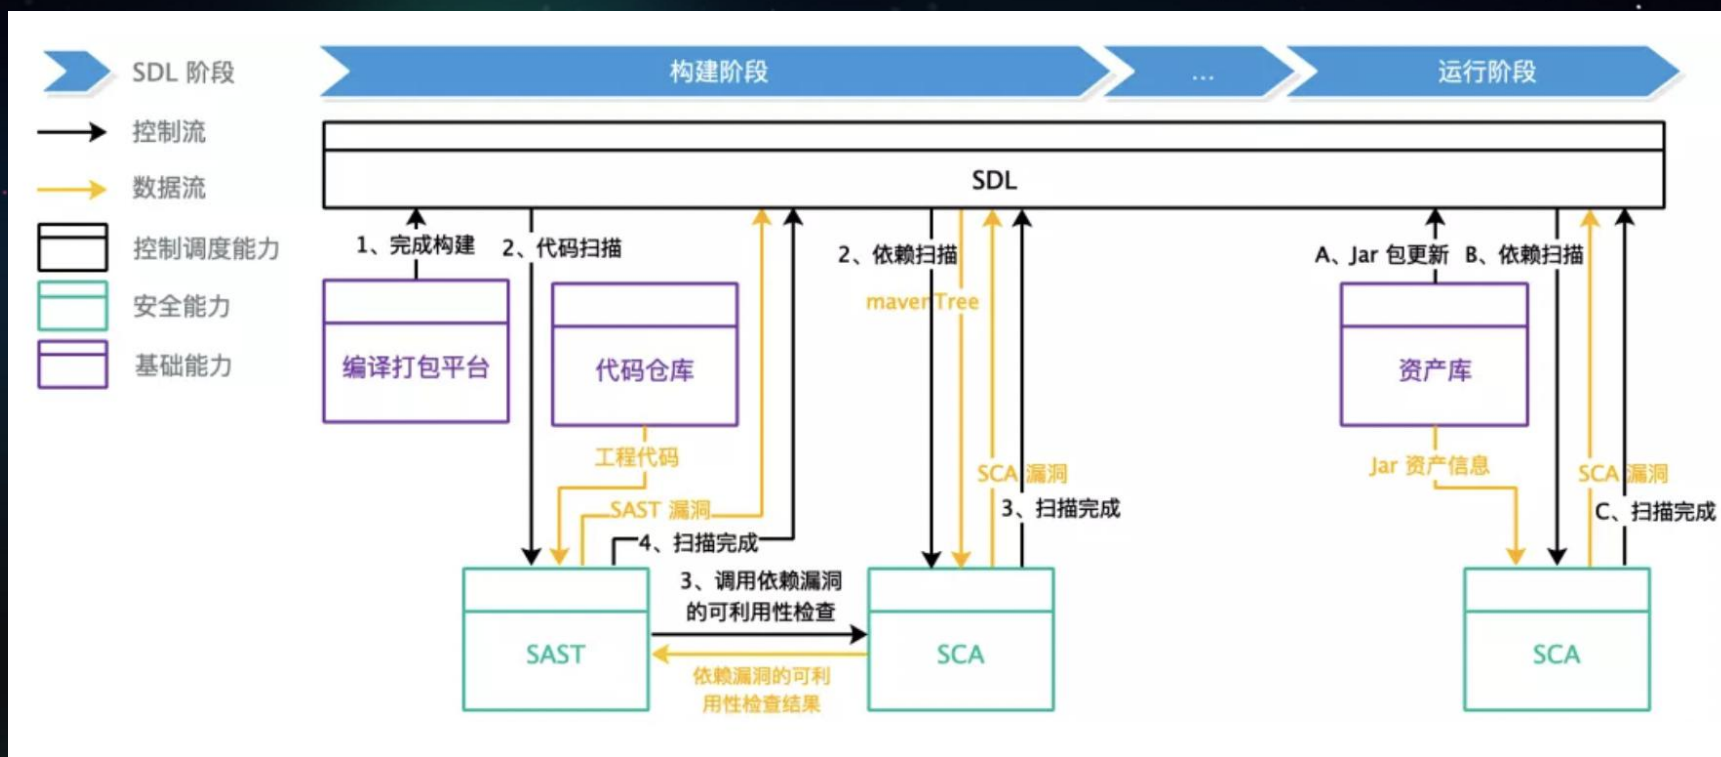 SDL 阶段
控制流
数据流
控制调度能力
安全能力
基础能力
构建阶段
...
运行阶段
SDL
1、完成构建
2、代码扫描
2、依赖扫描
mavenTree
A、Jar 包更新
B、依赖扫描
编译打包平台
代码仓库
资产库
工程代码
SAST 漏洞
4、扫描完成
SCA 漏洞
3、扫描完成
Jar 资产信息
SCA 漏洞
C、扫描完成
3、调用依赖漏洞
的可利用性检查
SAST
SCA
SCA
依赖漏洞的可利
用性检查结果